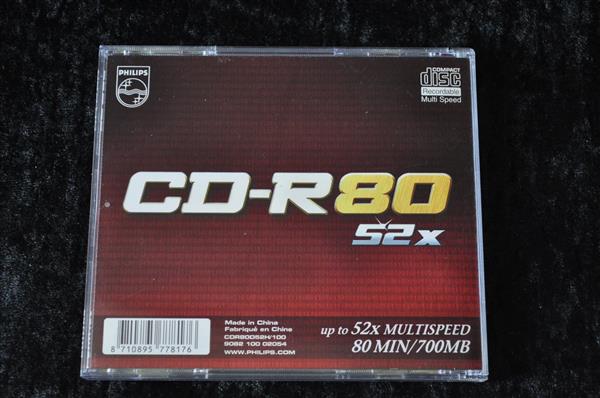 PHILIPS
COMPACT
disc
Recordable
Multi Speed
CD-R80
52x
Made in China
Fabriqué en Chine
CDR80D52H/100
9082 100 02054
WWW.PHILIPS.COM
8 710895 778176
up to 52x MULTISPEED
80 MIN/700MB